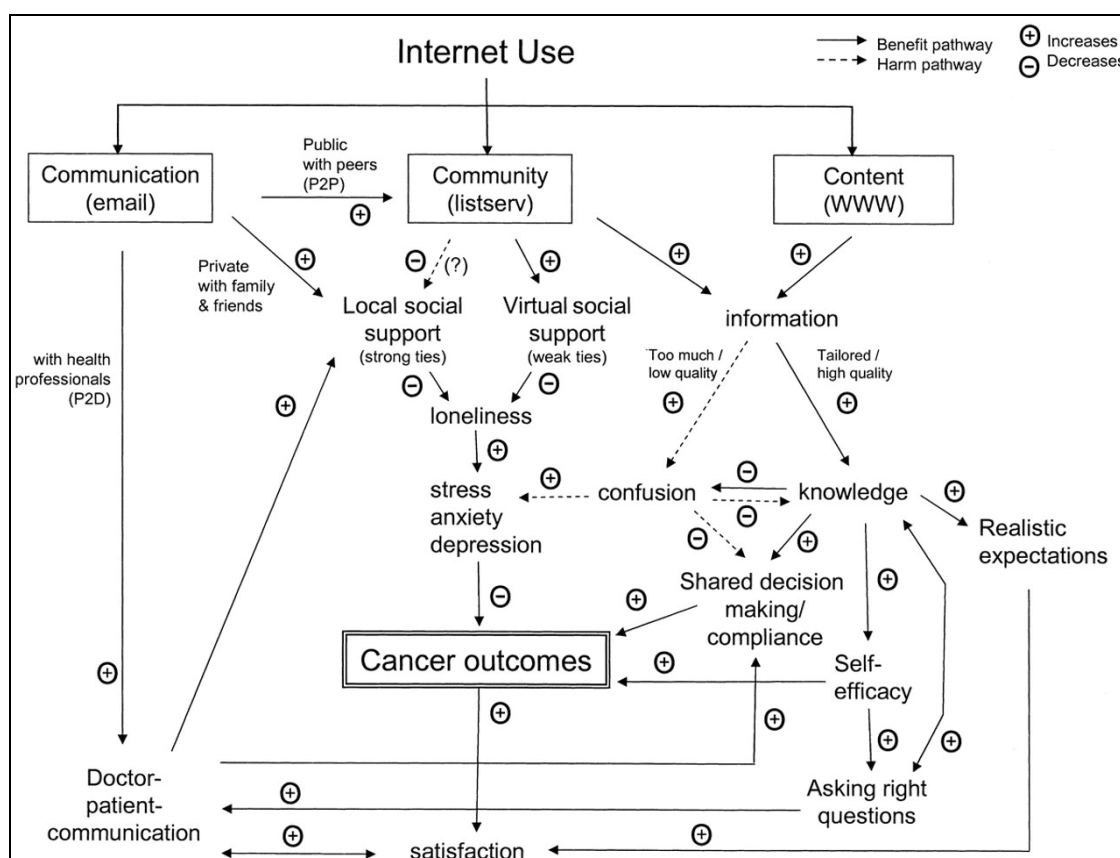 Internet Use
Benefit pathway
Harm pathway
+ Increases
− Decreases
Communication
(email)
Public
with peers
(P2P)
+
Community
(listserv)
Content
(WWW)
Private
with family
& friends
+
−
(?)
+
+
+
Local social
support
(strong ties)
Virtual social
support
(weak ties)
information
with health
professionals
(P2D)
Too much /
low quality
Tailored /
high quality
+
−
−
+
+
loneliness
+
stress
anxiety
depression
+
confusion
−
−
knowledge
+
Realistic
expectations
−
+
−
+
Shared decision
making/
compliance
+
Cancer outcomes
+
Self-
efficacy
+
+
+
+
+
Doctor-
patient-
communication
+
Asking right
questions
+
satisfaction
+